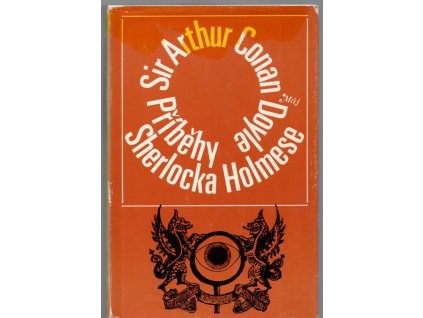 Sir Arthur Conan Doyle
Máj
Příběhy
Sherlocka Holmese